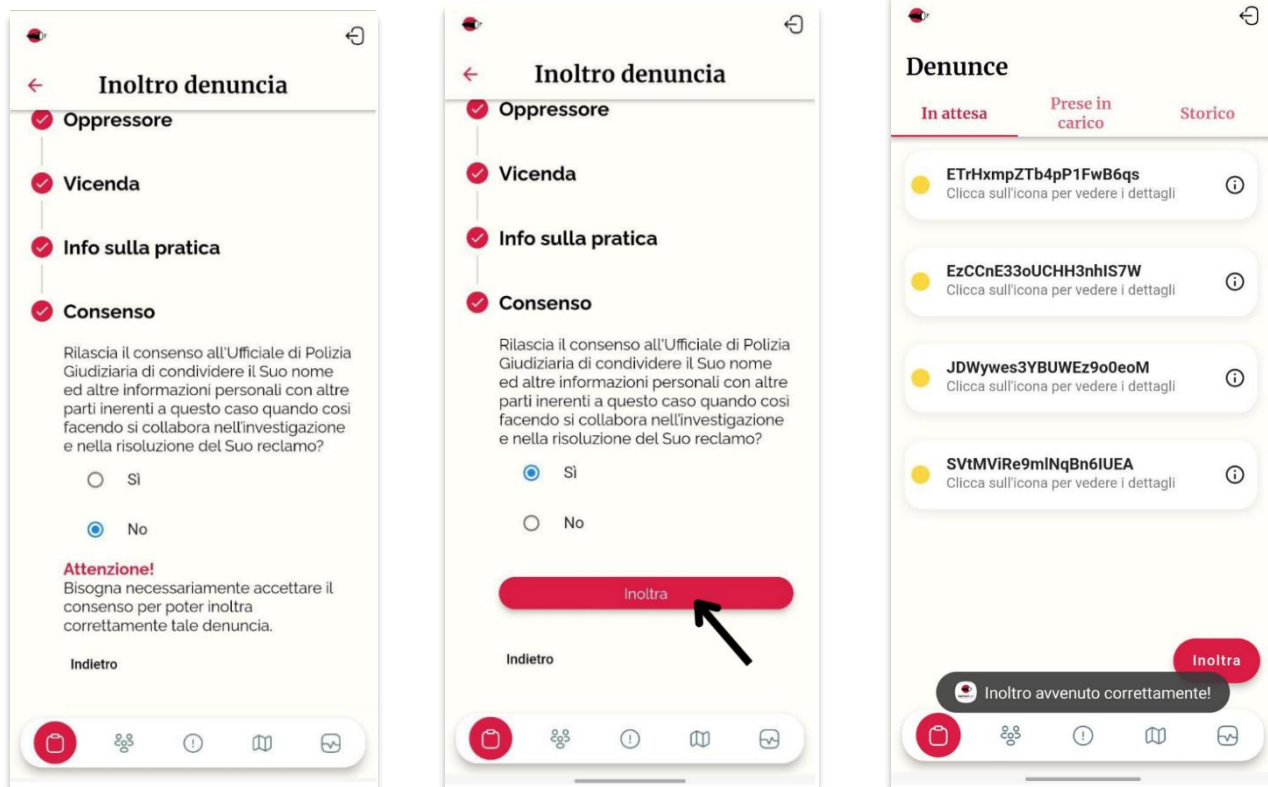 Inoltro denuncia
Oppressore
Vicenda
Info sulla pratica
Consenso
Rilascia il consenso all'Ufficiale di Polizia
Giudiziaria di condividere il Suo nome
ed altre informazioni personali con altre
parti inerenti a questo caso quando così
facendo si collabora nell'investigazione
e nella risoluzione del Suo reclamo?
Sì
No
Attenzione!
Bisogna necessariamente accettare il
consenso per poter inoltra
correttamente tale denuncia.
Indietro
Inoltro denuncia
Oppressore
Vicenda
Info sulla pratica
Consenso
Rilascia il consenso all'Ufficiale di Polizia
Giudiziaria di condividere il Suo nome
ed altre informazioni personali con altre
parti inerenti a questo caso quando così
facendo si collabora nell'investigazione
e nella risoluzione del Suo reclamo?
Sì
No
Inoltra
Indietro
Denunce
In attesa
Prese in
carico
Storico
ETrHxmpZTb4pP1FwB6qs
Clicca sull'icona per vedere i dettagli
EzCCnE33oUCHH3nhIS7W
Clicca sull'icona per vedere i dettagli
JDWywes3YBUWEz9o0eoM
Clicca sull'icona per vedere i dettagli
SVtMViRe9mlNqBn6IUEA
Clicca sull'icona per vedere i dettagli
Inoltra
Inoltro avvenuto correttamente!